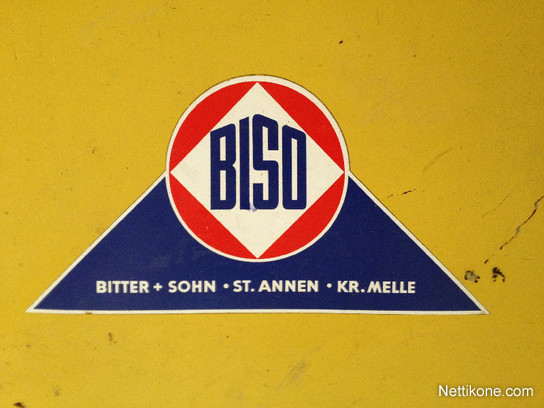 BISO
BITTER + SOHN • ST. ANNEN • KR. MELLE
Nettikone.com